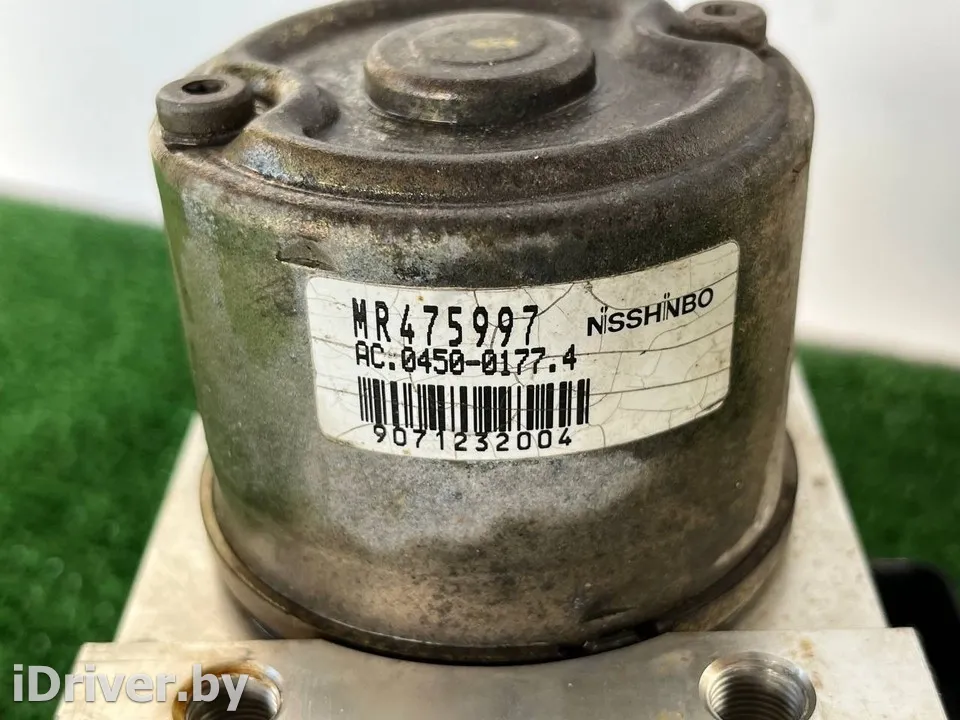 MR475997
NISSHINBO
AC.0450-0177.4
9071232004
iDriver.by